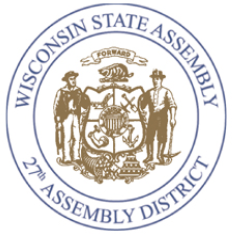 WISCONSIN STATE ASSEMBLY
FORWARD
27th ASSEMBLY DISTRICT